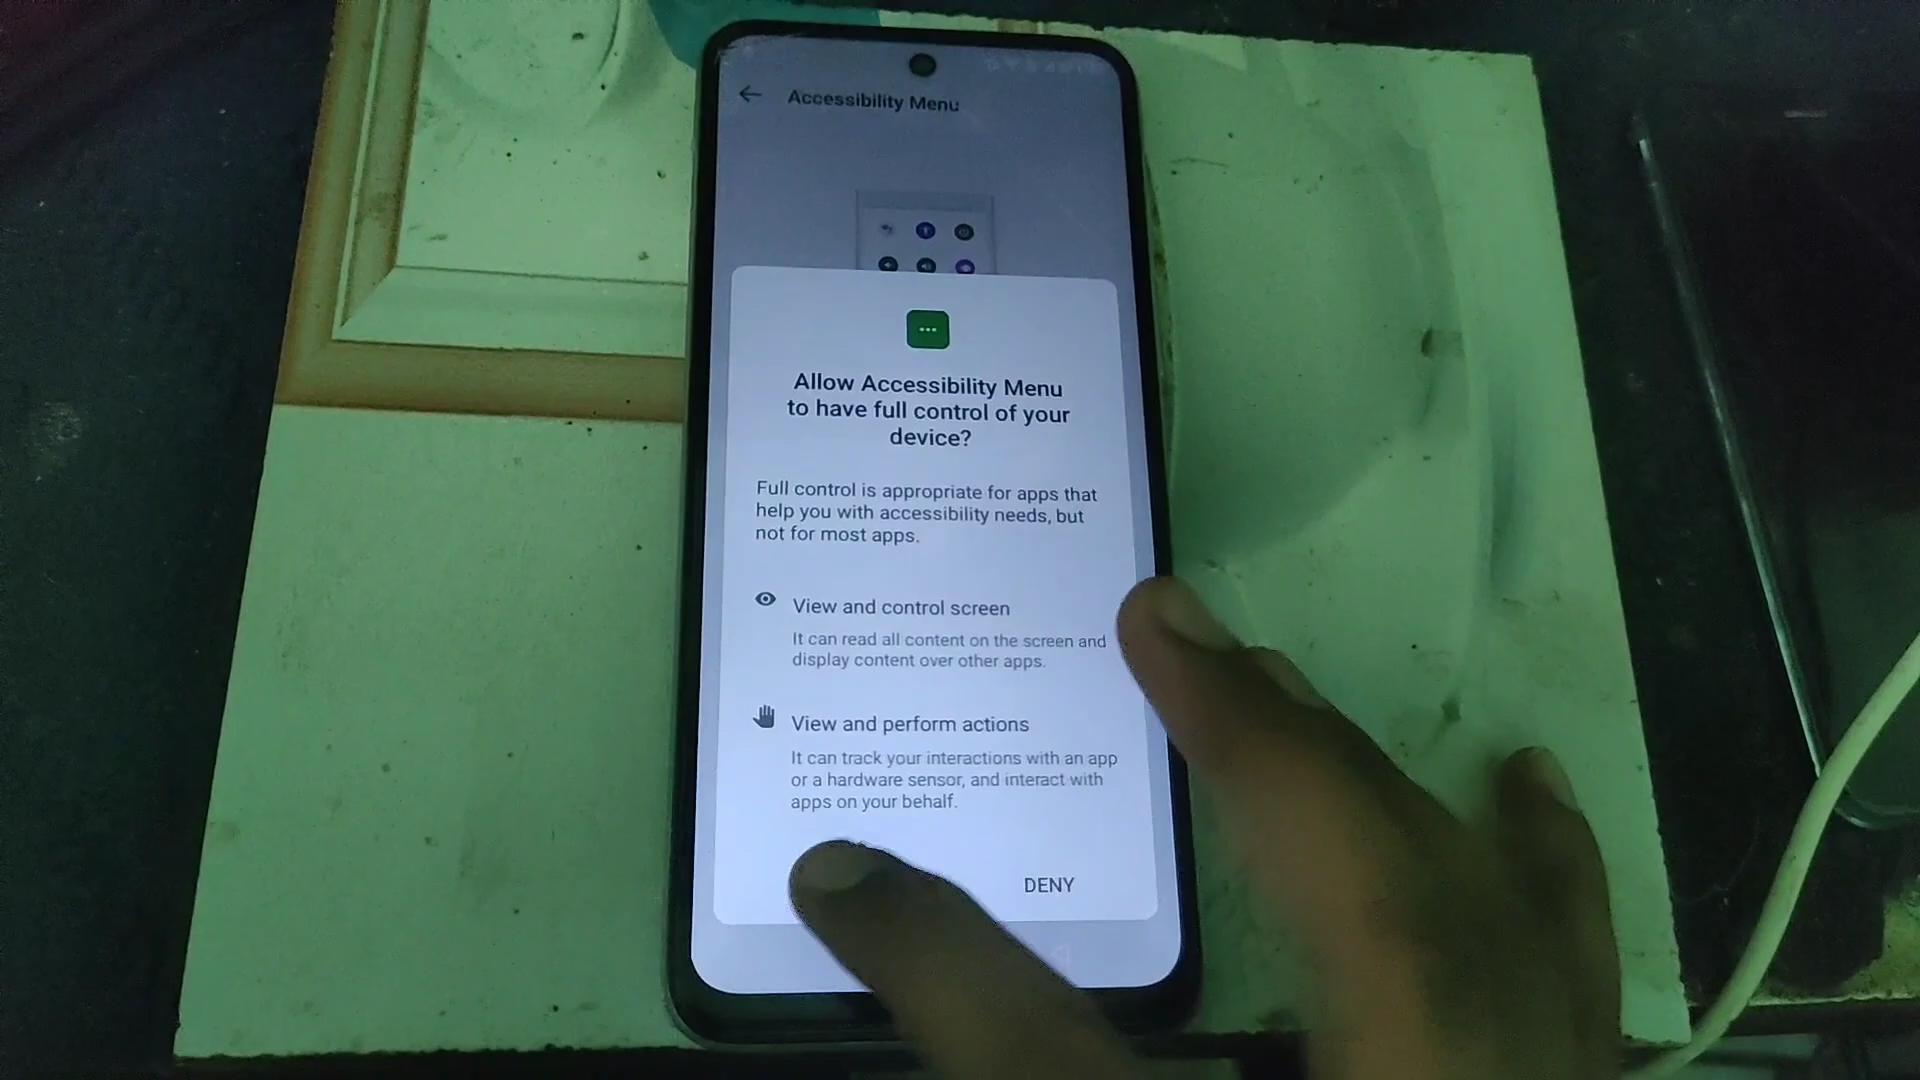 Accessibility Menu
Allow Accessibility Menu
to have full control of your
device?
Full control is appropriate for apps that
help you with accessibility needs, but
not for most apps.
View and control screen
It can read all content on the screen and
display content over other apps.
View and perform actions
It can track your interactions with an app
or a hardware sensor, and interact with
apps on your behalf.
DENY